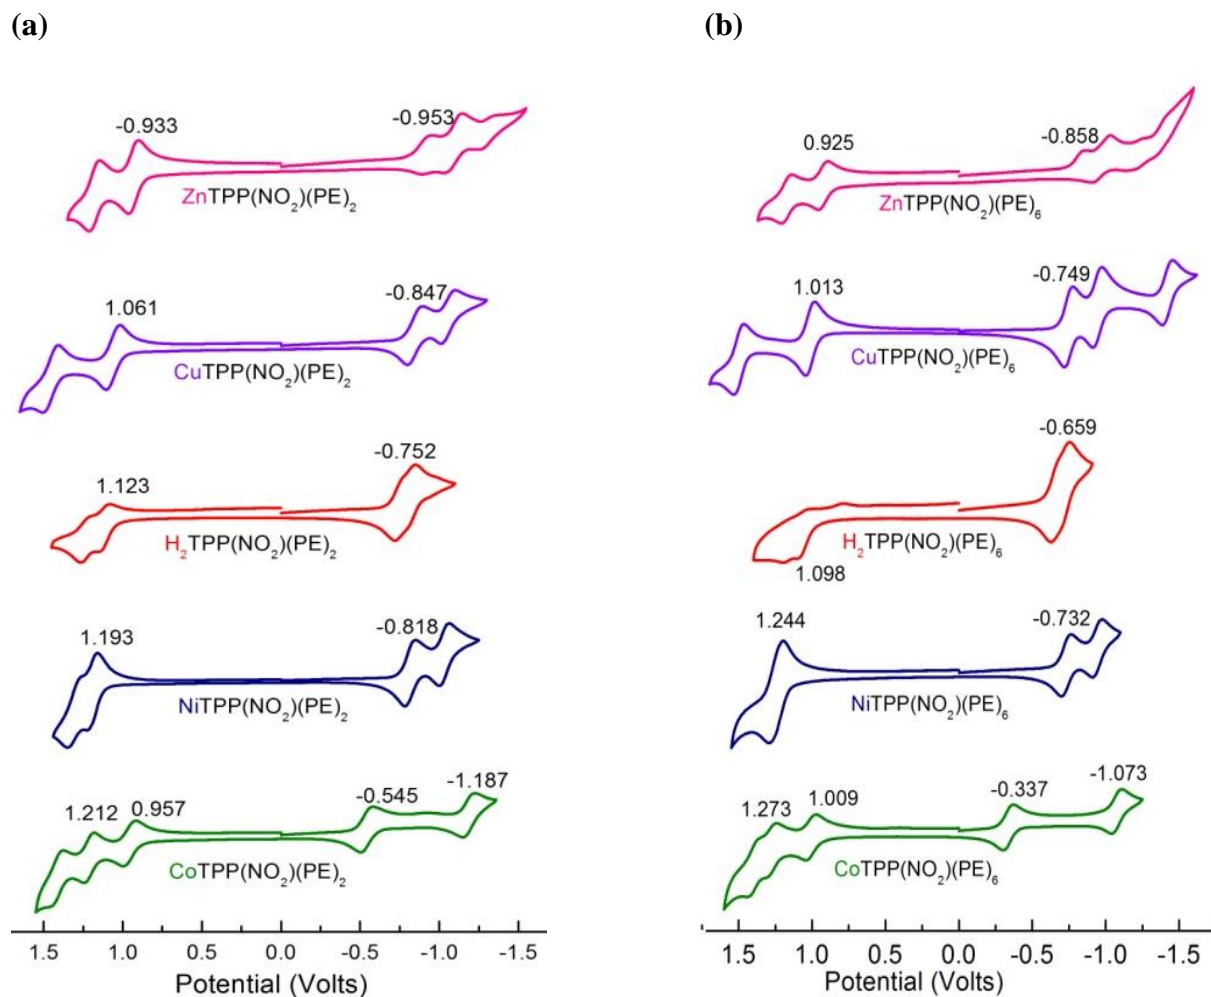 (a)
-0.933
-0.953
ZnTPP(NO2)(PE)2
1.061
-0.847
CuTPP(NO2)(PE)2
1.123
-0.752
H2TPP(NO2)(PE)2
1.193
-0.818
NiTPP(NO2)(PE)2
1.212
0.957
-0.545
-1.187
CoTPP(NO2)(PE)2
1.5 1.0 0.5 0.0 -0.5 -1.0 -1.5
Potential (Volts)
(b)
0.925
-0.858
ZnTPP(NO2)(PE)6
1.013
-0.749
CuTPP(NO2)(PE)6
-0.659
H2TPP(NO2)(PE)6
1.098
1.244
-0.732
NiTPP(NO2)(PE)6
1.273
1.009
-0.337
-1.073
CoTPP(NO2)(PE)6
1.5 1.0 0.5 0.0 -0.5 -1.0 -1.5
Potential (Volts)